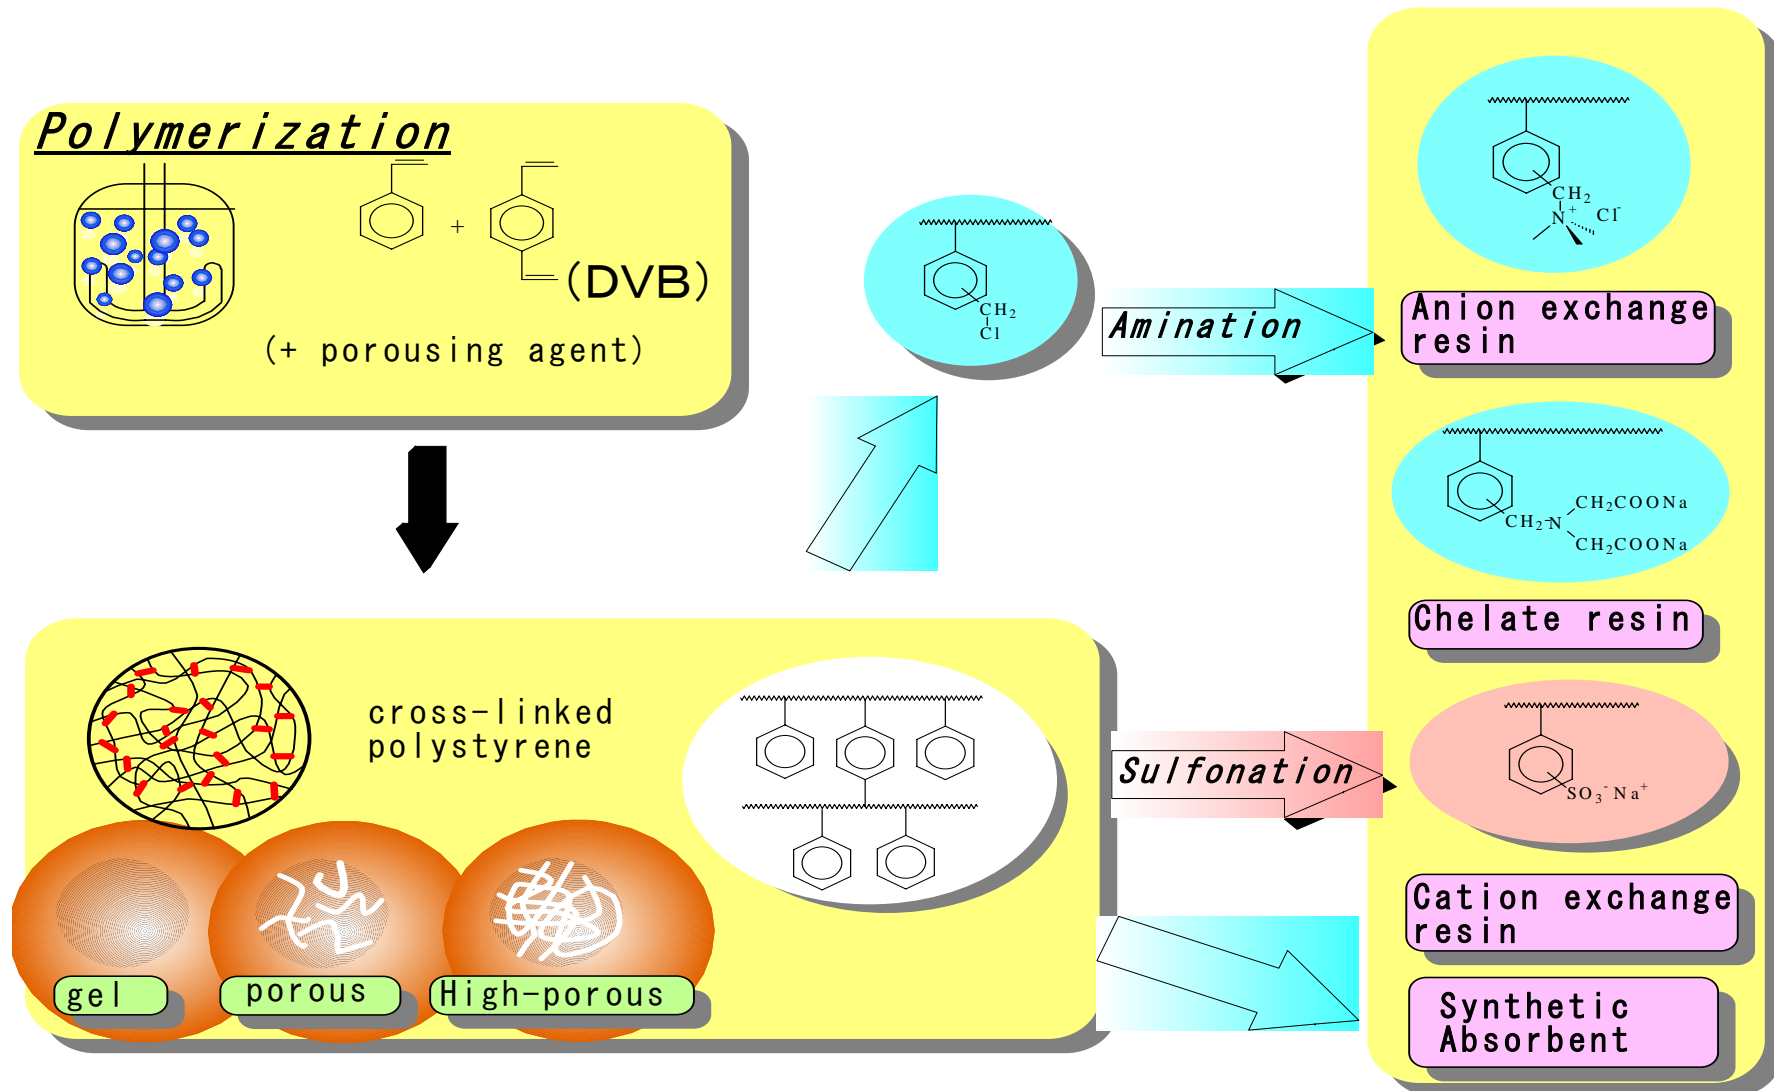 Polymerization
+
(DVB)
(+ porousing agent)
cross-linked
polystyrene
gel
porous
High-porous
CH2
Cl
Amination
Sulfonation
CH2
N+ Cl-
Anion exchange
resin
CH2COONa
CH2-N
CH2COONa
Chelate resin
SO3- Na+
Cation exchange
resin
Synthetic
Absorbent